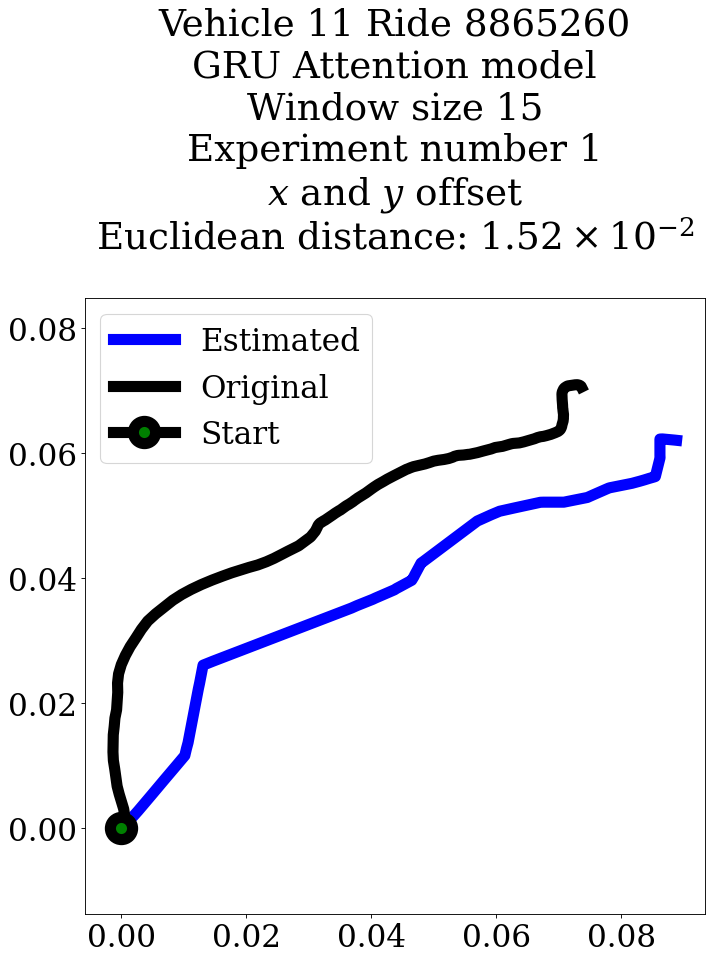 Vehicle 11 Ride 8865260
GRU Attention model
Window size 15
Experiment number 1
x and y offset
Euclidean distance: 1.52 × 10⁻²
Estimated
Original
Start
0.08
0.06
0.04
0.02
0.00
0.00 0.02 0.04 0.06 0.08